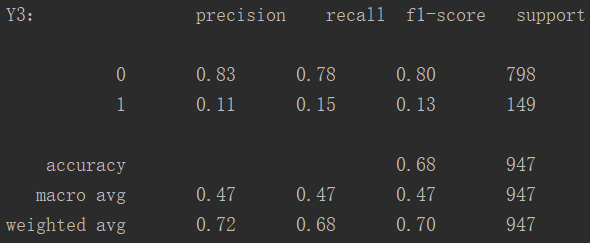 Y3: precision recall f1-score support
0 0.83 0.78 0.80 798
1 0.11 0.15 0.13 149
accuracy 0.68 947
macro avg 0.47 0.47 0.47 947
weighted avg 0.72 0.68 0.70 947